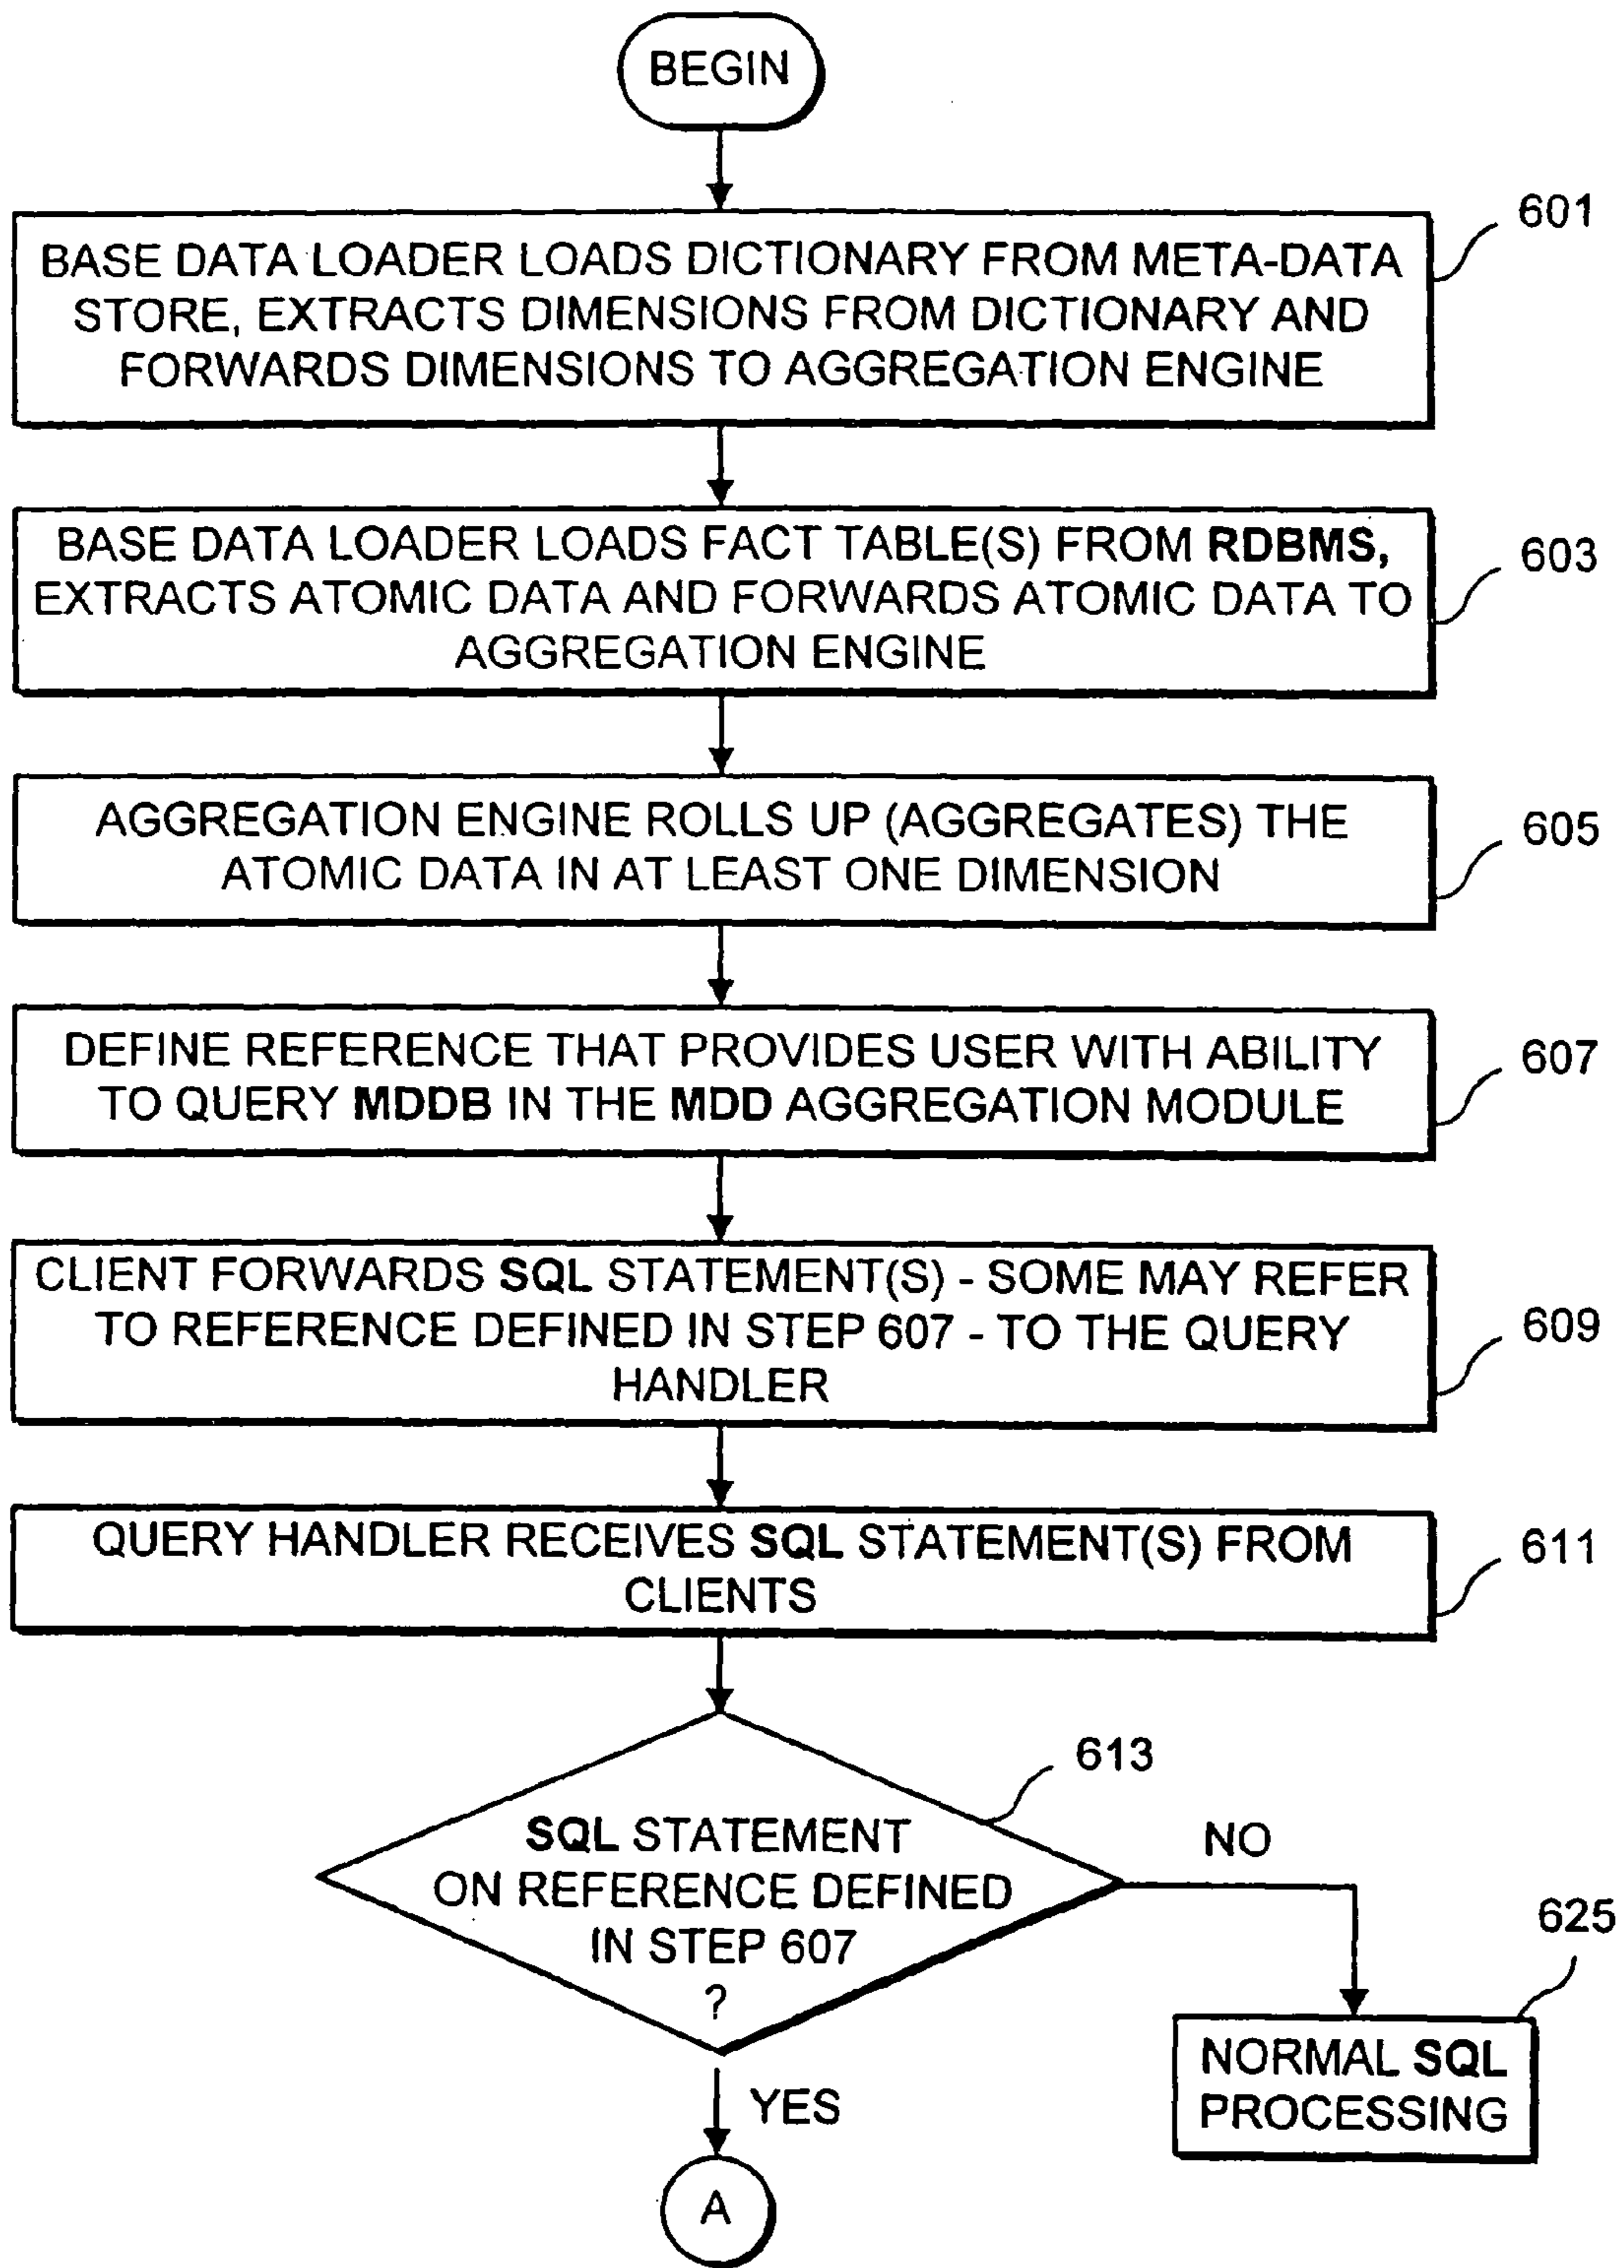 BEGIN
601
BASE DATA LOADER LOADS DICTIONARY FROM META-DATA
STORE, EXTRACTS DIMENSIONS FROM DICTIONARY AND
FORWARDS DIMENSIONS TO AGGREGATION ENGINE
603
BASE DATA LOADER LOADS FACT TABLE(S) FROM RDBMS,
EXTRACTS ATOMIC DATA AND FORWARDS ATOMIC DATA TO
AGGREGATION ENGINE
605
AGGREGATION ENGINE ROLLS UP (AGGREGATES) THE
ATOMIC DATA IN AT LEAST ONE DIMENSION
607
DEFINE REFERENCE THAT PROVIDES USER WITH ABILITY
TO QUERY MDDB IN THE MDD AGGREGATION MODULE
609
CLIENT FORWARDS SQL STATEMENT(S) - SOME MAY REFER
TO REFERENCE DEFINED IN STEP 607 - TO THE QUERY
HANDLER
611
QUERY HANDLER RECEIVES SQL STATEMENT(S) FROM
CLIENTS
613
SQL STATEMENT
ON REFERENCE DEFINED
IN STEP 607
?
NO
625
NORMAL SQL
PROCESSING
YES
A